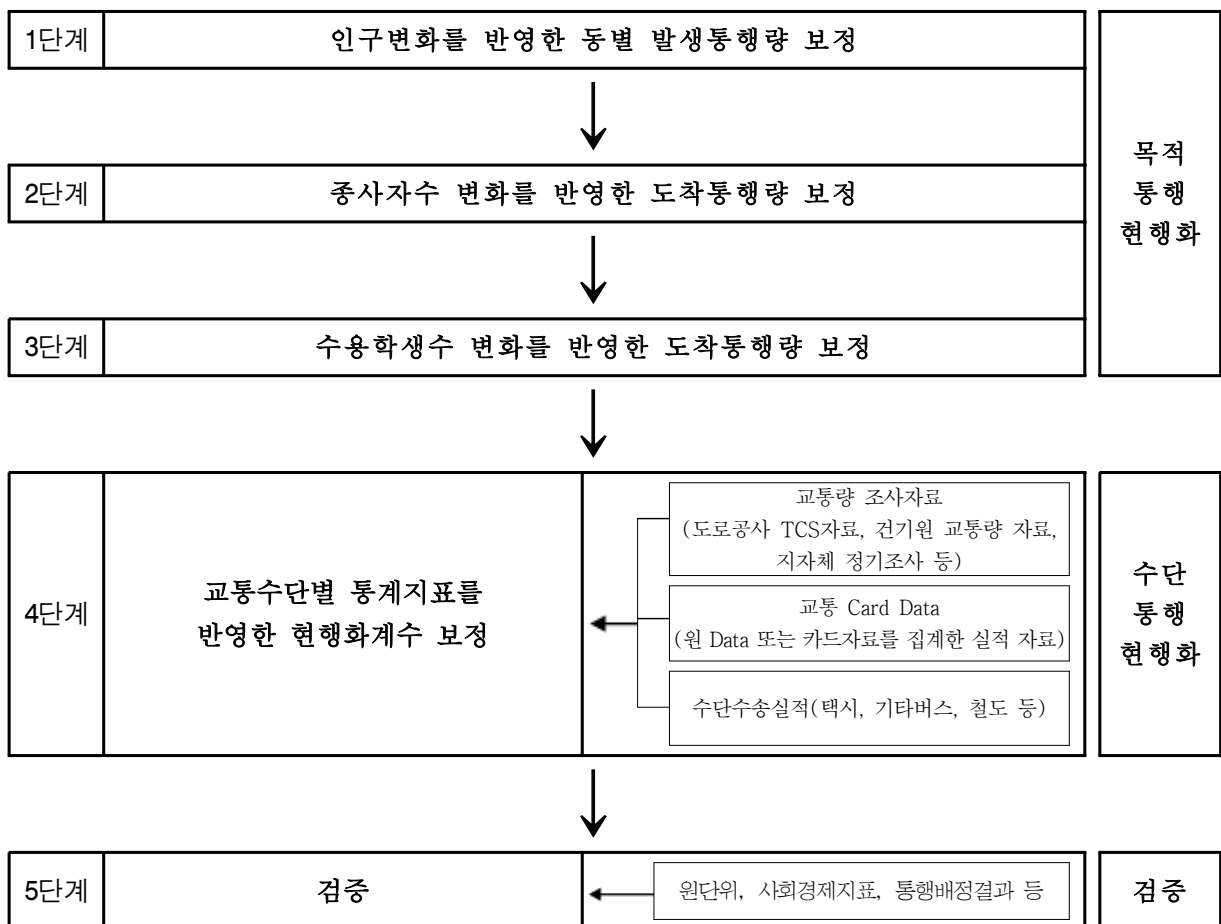 1단계
인구변화를 반영한 동별 발생통행량 보정
2단계
종사자수 변화를 반영한 도착통행량 보정
3단계
수용학생수 변화를 반영한 도착통행량 보정
목적
통행
현행화
4단계
교통수단별 통계지표를
반영한 현행화계수 보정
교통량 조사자료
(도로공사 TCS자료, 건기원 교통량 자료,
지자체 정기조사 등)
교통 Card Data
(원 Data 또는 카드자료를 집계한 실적 자료)
수단수송실적(택시, 기타버스, 철도 등)
수단
통행
현행화
5단계
검증
원단위, 사회경제지표, 통행배정결과 등
검증